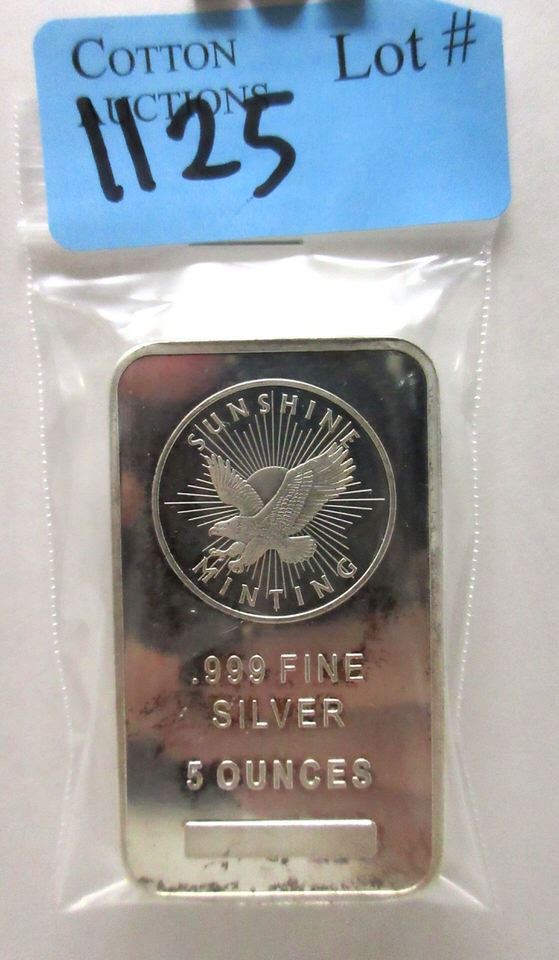 COTTON
AUCTIONS
Lot #
1125
SUNSHINE
MINTING
.999 FINE
SILVER
5 OUNCES